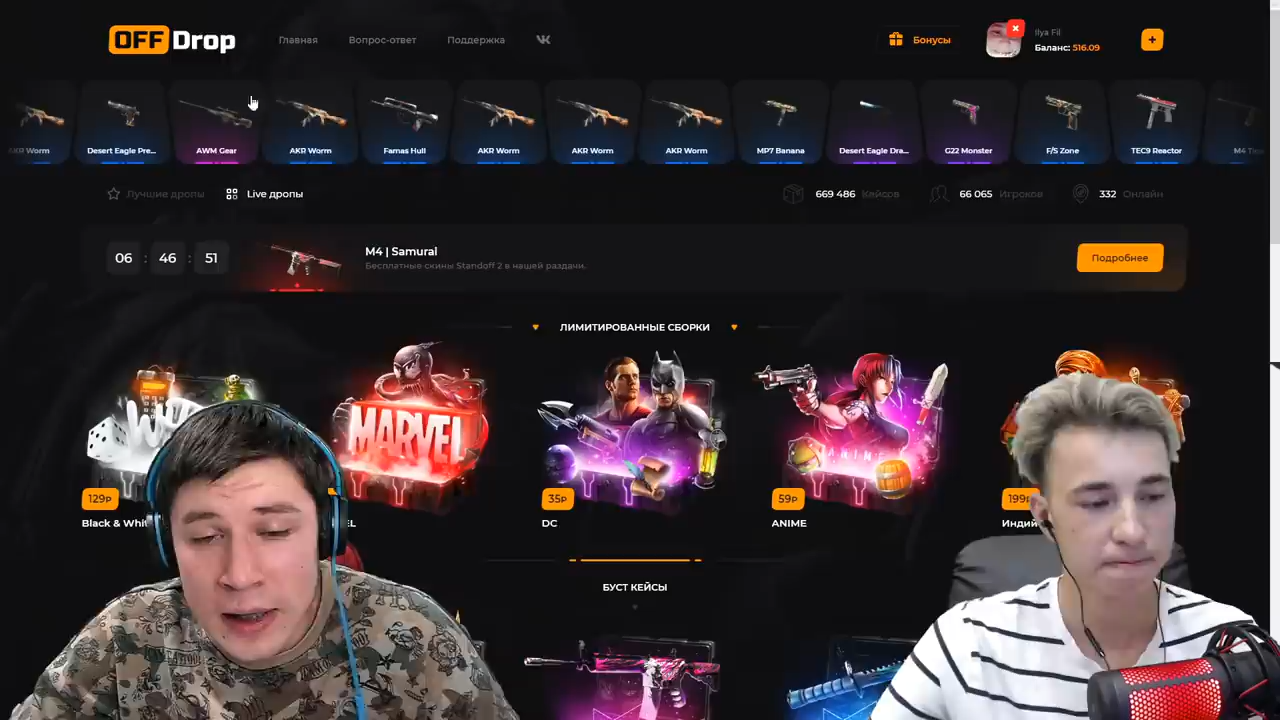 OFF Drop
Главная
Вопрос-ответ
Поддержка
Бонусы
Ilya Fil
Баланс: 516.09
+
AKR Worm
Desert Eagle Pre...
AWM Gear
AKR Worm
Famas Hull
AKR Worm
AKR Worm
AKR Worm
MP7 Banana
Desert Eagle Dra...
G22 Monster
F/S Zone
TEC9 Reactor
Лучшие дропы
Live дропы
669 486 Кейсов
66 065 Игроков
332 Онлайн
06 : 46 : 51
M4 | Samurai
Бесплатные скины Standoff 2 в нашей раздачи.
Подробнее
ЛИМИТИРОВАННЫЕ СБОРКИ
MARVEL
ANIME
129Р
35Р
59Р
199Р
Black & Whit
EL
DC
ANIME
Инди
БУСТ КЕЙСЫ